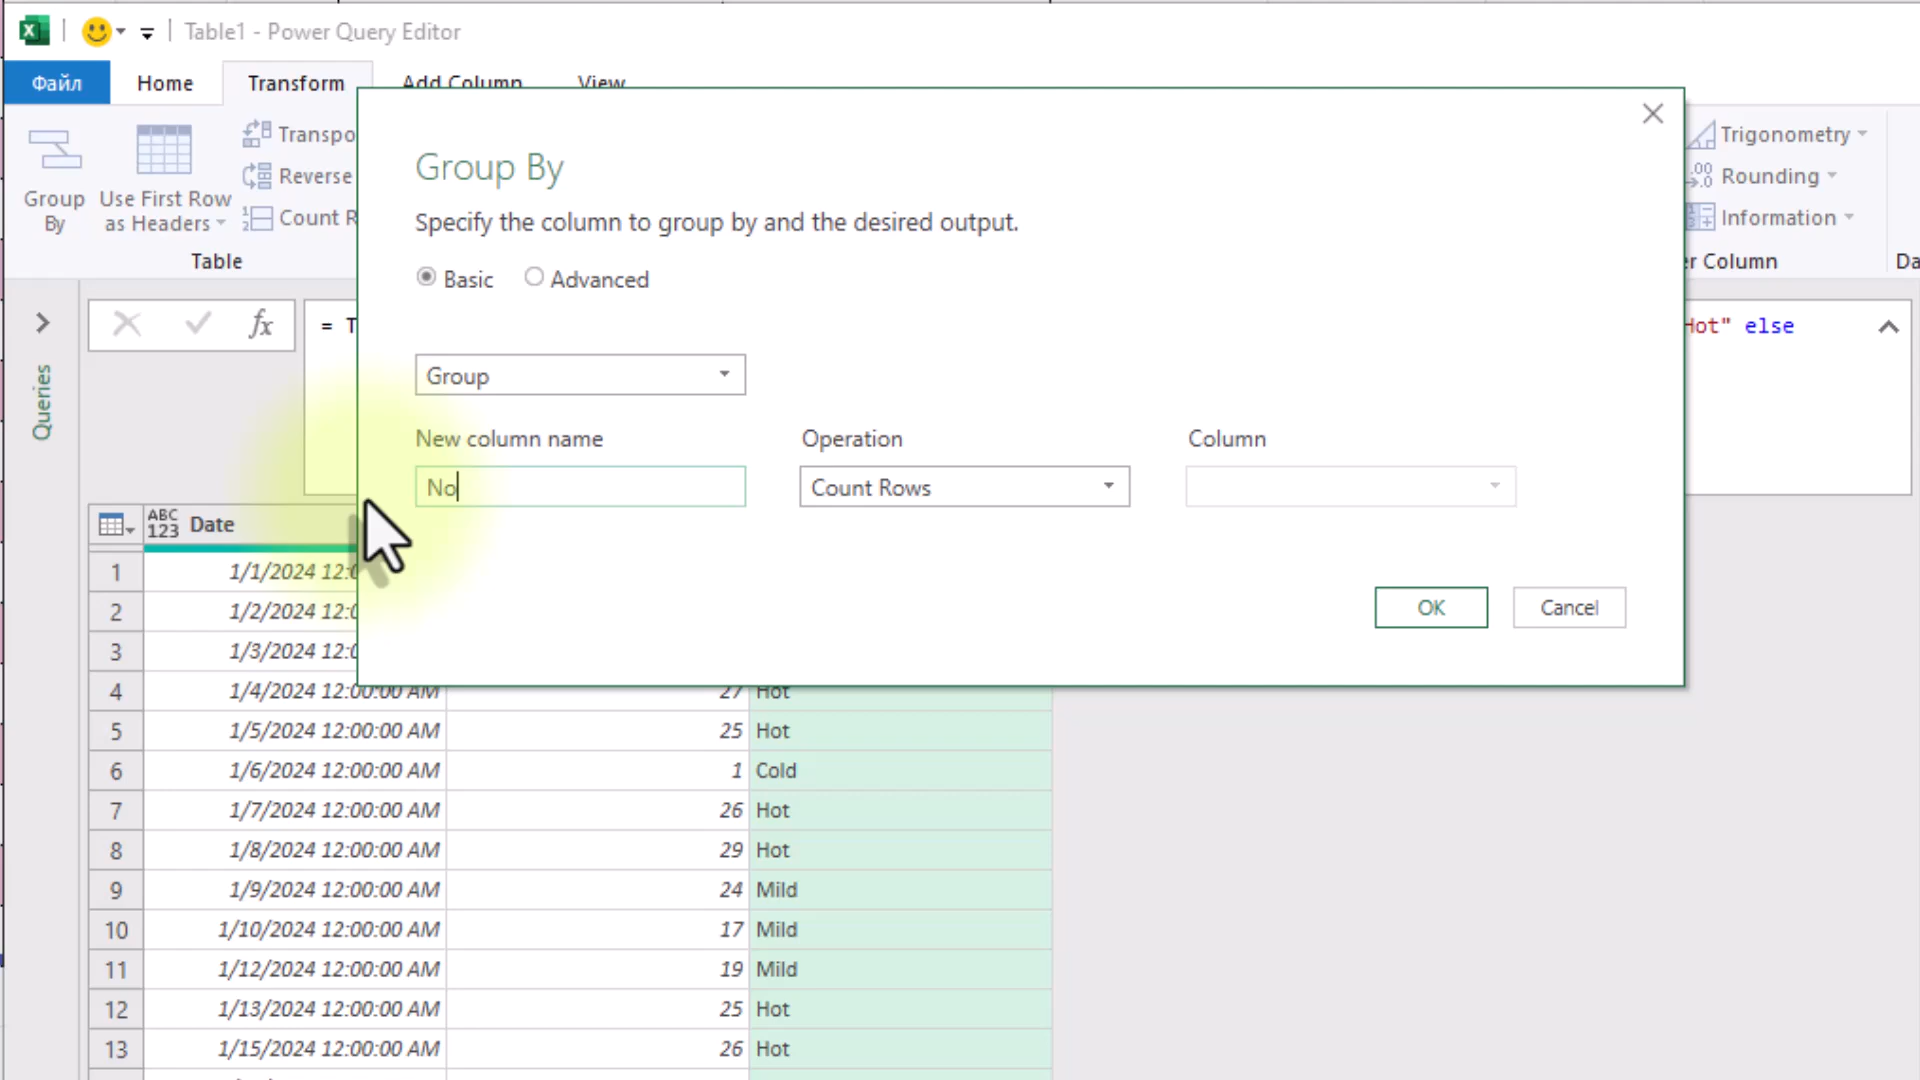 Table1 - Power Query Editor
Файл Home Transform Add Column View
Group By
Use First Row as Headers
Transpo
Reverse
Count R
Table
Trigonometry
.00
Rounding
Information
r Column
Da
Group By
Specify the column to group by and the desired output.
Basic Advanced
Group
New column name Operation Column
No Count Rows
OK Cancel
fx = T
Hot" else
Queries
ABC
123 Date
1 1/1/2024 12:0
2 1/2/2024 12:0
3 1/3/2024 12:0
4 1/4/2024 12:00:00 AM 27 Hot
5 1/5/2024 12:00:00 AM 25 Hot
6 1/6/2024 12:00:00 AM 1 Cold
7 1/7/2024 12:00:00 AM 26 Hot
8 1/8/2024 12:00:00 AM 29 Hot
9 1/9/2024 12:00:00 AM 24 Mild
10 1/10/2024 12:00:00 AM 17 Mild
11 1/12/2024 12:00:00 AM 19 Mild
12 1/13/2024 12:00:00 AM 25 Hot
13 1/15/2024 12:00:00 AM 26 Hot